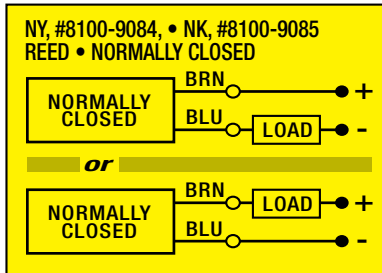 NY, #8100-9084, • NK, #8100-9085
REED • NORMALLY CLOSED
BRN
+
NORMALLY
CLOSED
BLU
LOAD
-
or
BRN
LOAD
+
NORMALLY
CLOSED
BLU
-